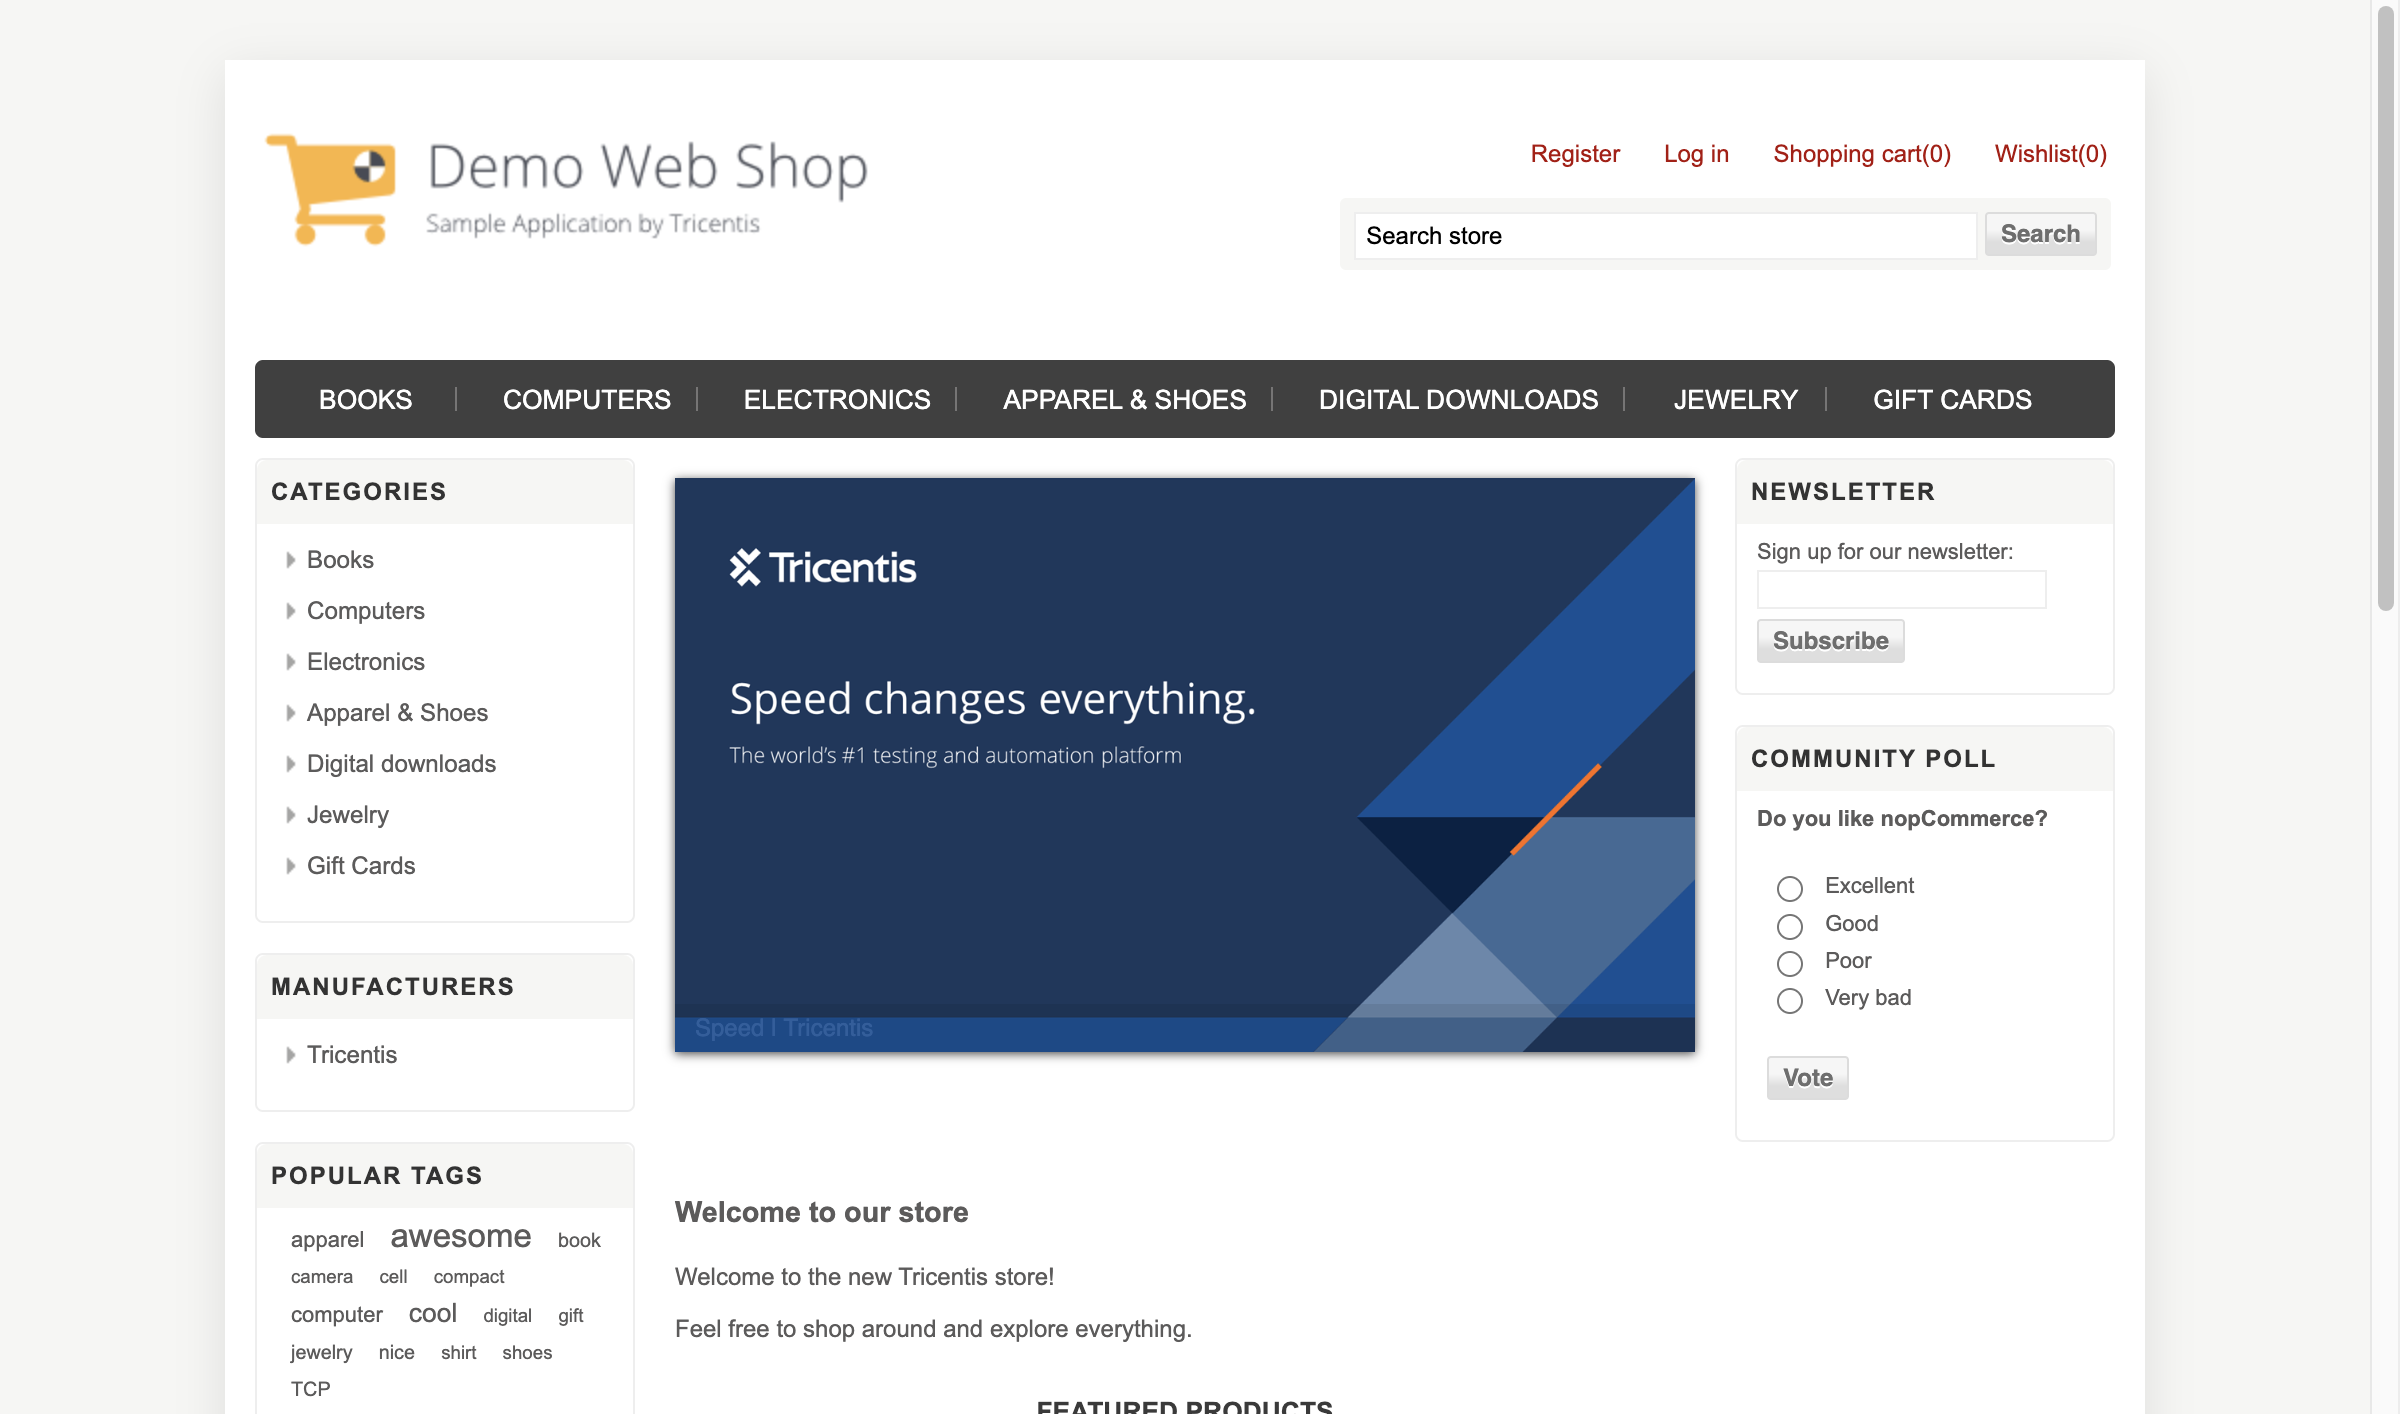 Demo Web Shop
Sample Application by Tricentis
Register Log in Shopping cart(0) Wishlist(0)
Search store Search
BOOKS COMPUTERS ELECTRONICS APPAREL & SHOES DIGITAL DOWNLOADS JEWELRY GIFT CARDS
CATEGORIES
Books
Computers
Electronics
Apparel & Shoes
Digital downloads
Jewelry
Gift Cards
MANUFACTURERS
Tricentis
POPULAR TAGS
apparel awesome book
camera cell compact
computer cool digital gift
jewelry nice shirt shoes
TCP
Tricentis
Speed changes everything.
The world's #1 testing and automation platform
Speed | Tricentis
Welcome to our store
Welcome to the new Tricentis store!
Feel free to shop around and explore everything.
FEATURED PRODUCTS
NEWSLETTER
Sign up for our newsletter:
Subscribe
COMMUNITY POLL
Do you like nopCommerce?
Excellent
Good
Poor
Very bad
Vote